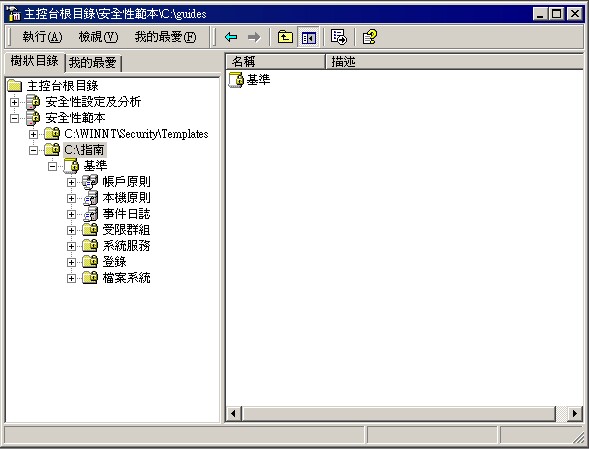 主控台根目錄\安全性範本\C:\guides
執行(A) 檢視(V) 我的最愛(F)
樹狀目錄 我的最愛
主控台根目錄
安全性設定及分析
安全性範本
C:\WINNT\Security\Templates
C:\指南
基準
帳戶原則
本機原則
事件日誌
受限群組
系統服務
登錄
檔案系統
名稱 描述
基準